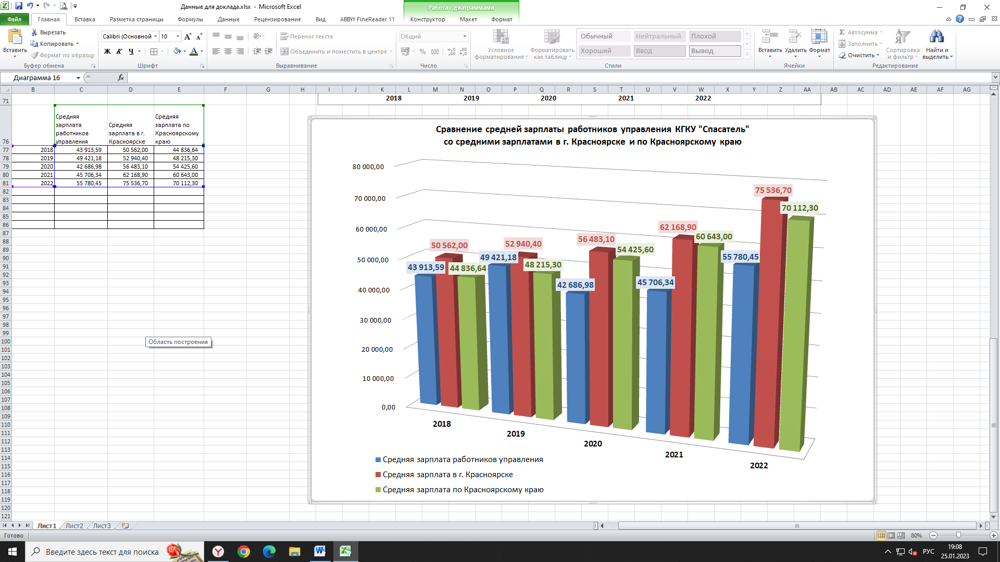 Данные для доклада.xlsx - Microsoft Excel
Работа с диаграммами
Файл Главная Вставка Разметка страницы Формулы Данные Рецензирование Вид ABBYY FineReader 11 Конструктор Макет Формат
Вставить
Вырезать
Копировать
Формат по образцу
Буфер обмена
Calibri (Основной 10
Ж К Ч
Шрифт
Перенос текста
Объединить и поместить в центре
Выравнивание
Общий
% 000
Число
Условное форматирование
Форматировать как таблицу
Обычный Нейтральный Плохой
Хороший Ввод Вывод
Стили
Вставить Удалить Формат
Ячейки
Σ Автосумма
Заполнить
Очистить
Сортировка и фильтр
Найти и выделить
Редактирование
Диаграмма 16 fx
B C D E F G H I J K L M N O P Q R S T U V W X Y Z AA AB AC AD AE AF AG
71 2018 2019 2020 2021 2022
76 Средняя зарплата работников управления Средняя зарплата в г. Красноярске Средняя зарплата по Красноярскому краю
77 2018 43 913,59 50 562,00 44 836,64
78 2019 49 421,18 52 940,40 48 215,30
79 2020 42 686,98 56 483,10 54 425,60
80 2021 45 706,34 62 168,90 60 643,00
81 2022 55 780,45 75 536,70 70 112,30
82
83
84
85
86
87
88
89
90
91
92
93
94
95
96
97
98
99
100
101
102
103
104
105
106
107
108
109
110
111
112
113
114
115
116
117
118
119
120
121
Область построения
Сравнение средней зарплаты работников управления КГКУ "Спасатель"
со средними зарплатами в г. Красноярске и по Красноярскому краю
80 000,00
70 000,00
60 000,00
50 000,00
40 000,00
30 000,00
20 000,00
10 000,00
0,00
43 913,59 50 562,00 44 836,64
49 421,18 52 940,40 48 215,30
42 686,98 56 483,10 54 425,60
45 706,34 62 168,90 60 643,00
55 780,45 75 536,70 70 112,30
2018
2019
2020
2021
2022
Средняя зарплата работников управления
Средняя зарплата в г. Красноярске
Средняя зарплата по Красноярскому краю
Лист1 Лист2 Лист3
Готово 80%
Введите здесь текст для поиска
РУС
19:08
25.01.2023